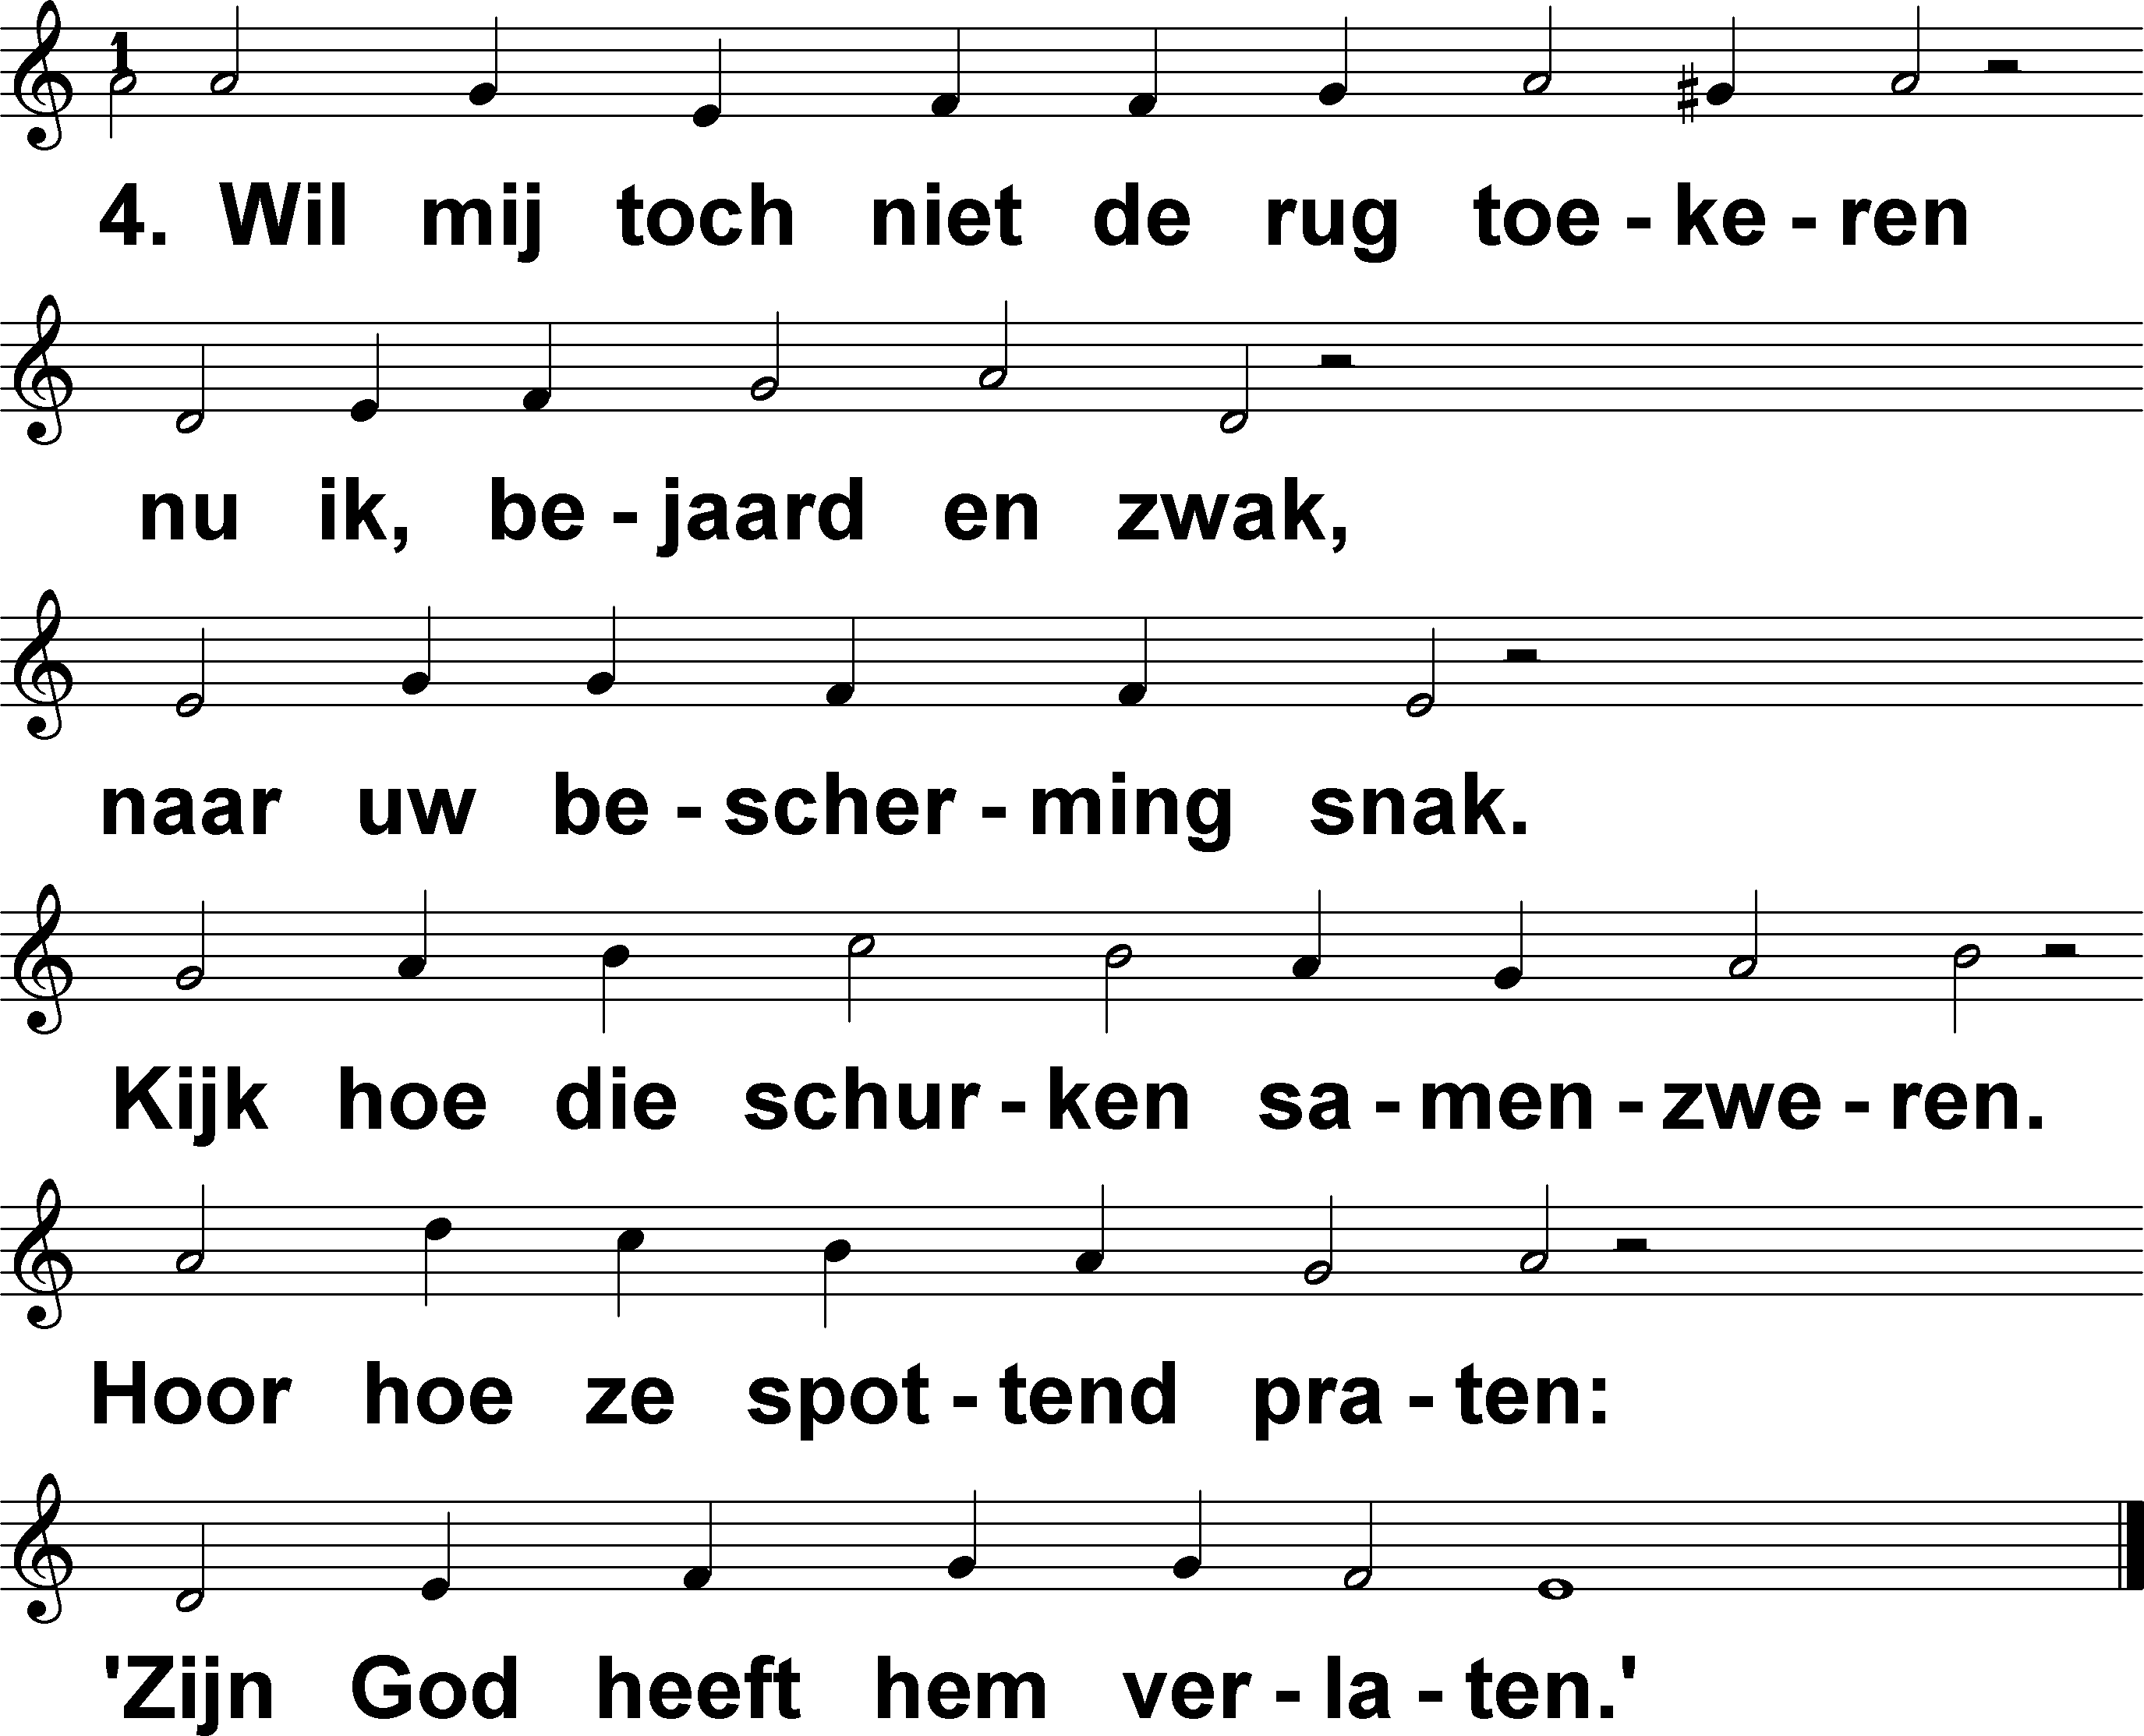 1
4. Wil mij toch niet de rug toe - ke - ren
nu ik, be - jaard en zwak,
naar uw be - scher - ming snak.
Kijk hoe die schur - ken sa - men - zwe - ren.
Hoor hoe ze spot - tend pra - ten:
'Zijn God heeft hem ver - la - ten.'